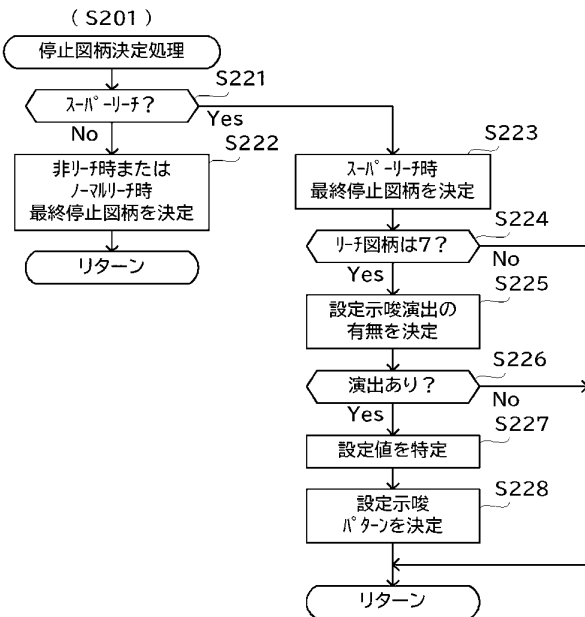 (S201)
停止図柄決定処理
S221
ｽｰﾊﾟｰﾘｰﾁ?
Yes
No
S222
非ﾘｰﾁ時または
ﾉｰﾏﾙﾘｰﾁ時
最終停止図柄を決定
リターン
S223
ｽｰﾊﾟｰﾘｰﾁ時
最終停止図柄を決定
S224
ﾘｰﾁ図柄は7?
No
Yes
S225
設定示唆演出の
有無を決定
S226
演出あり?
No
Yes
S227
設定値を特定
S228
設定示唆
ﾊﾟﾀｰﾝを決定
リターン